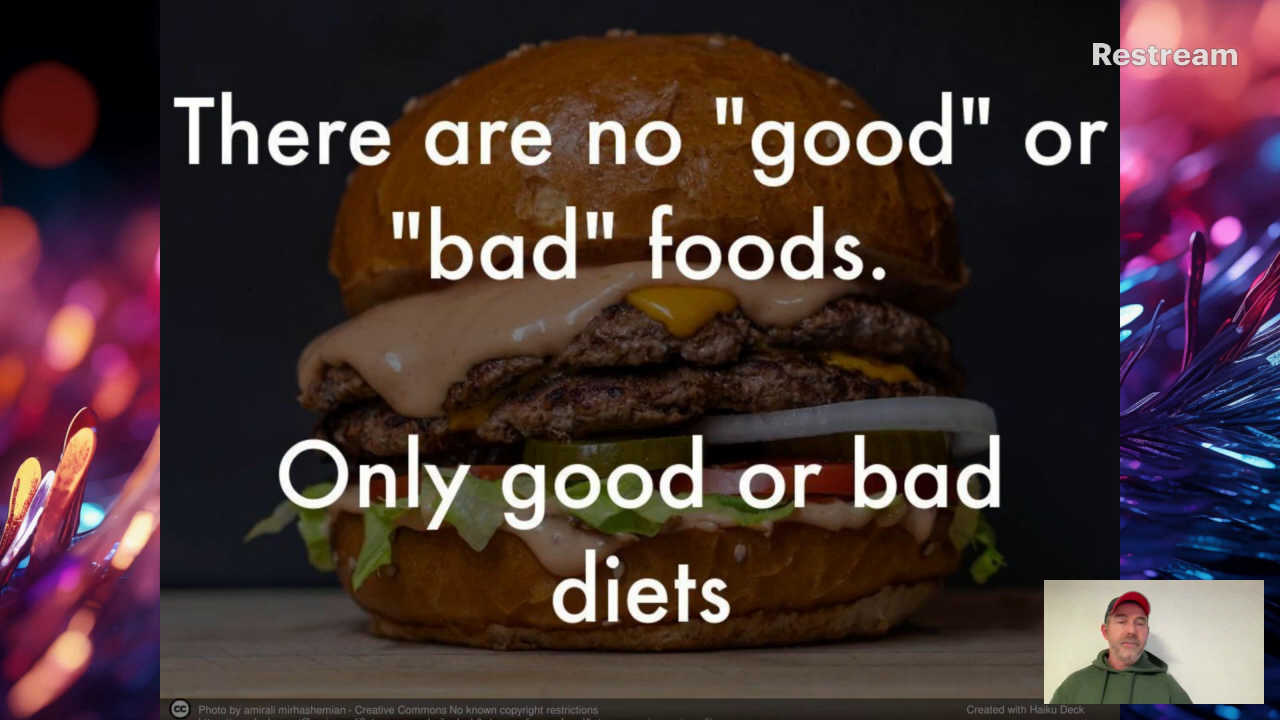 Restream
There are no "good" or
"bad" foods.
Only good or bad
diets
cc
Photo by amirali mirhashemian - Creative Commons No known copyright restrictions
Created with Haiku Deck